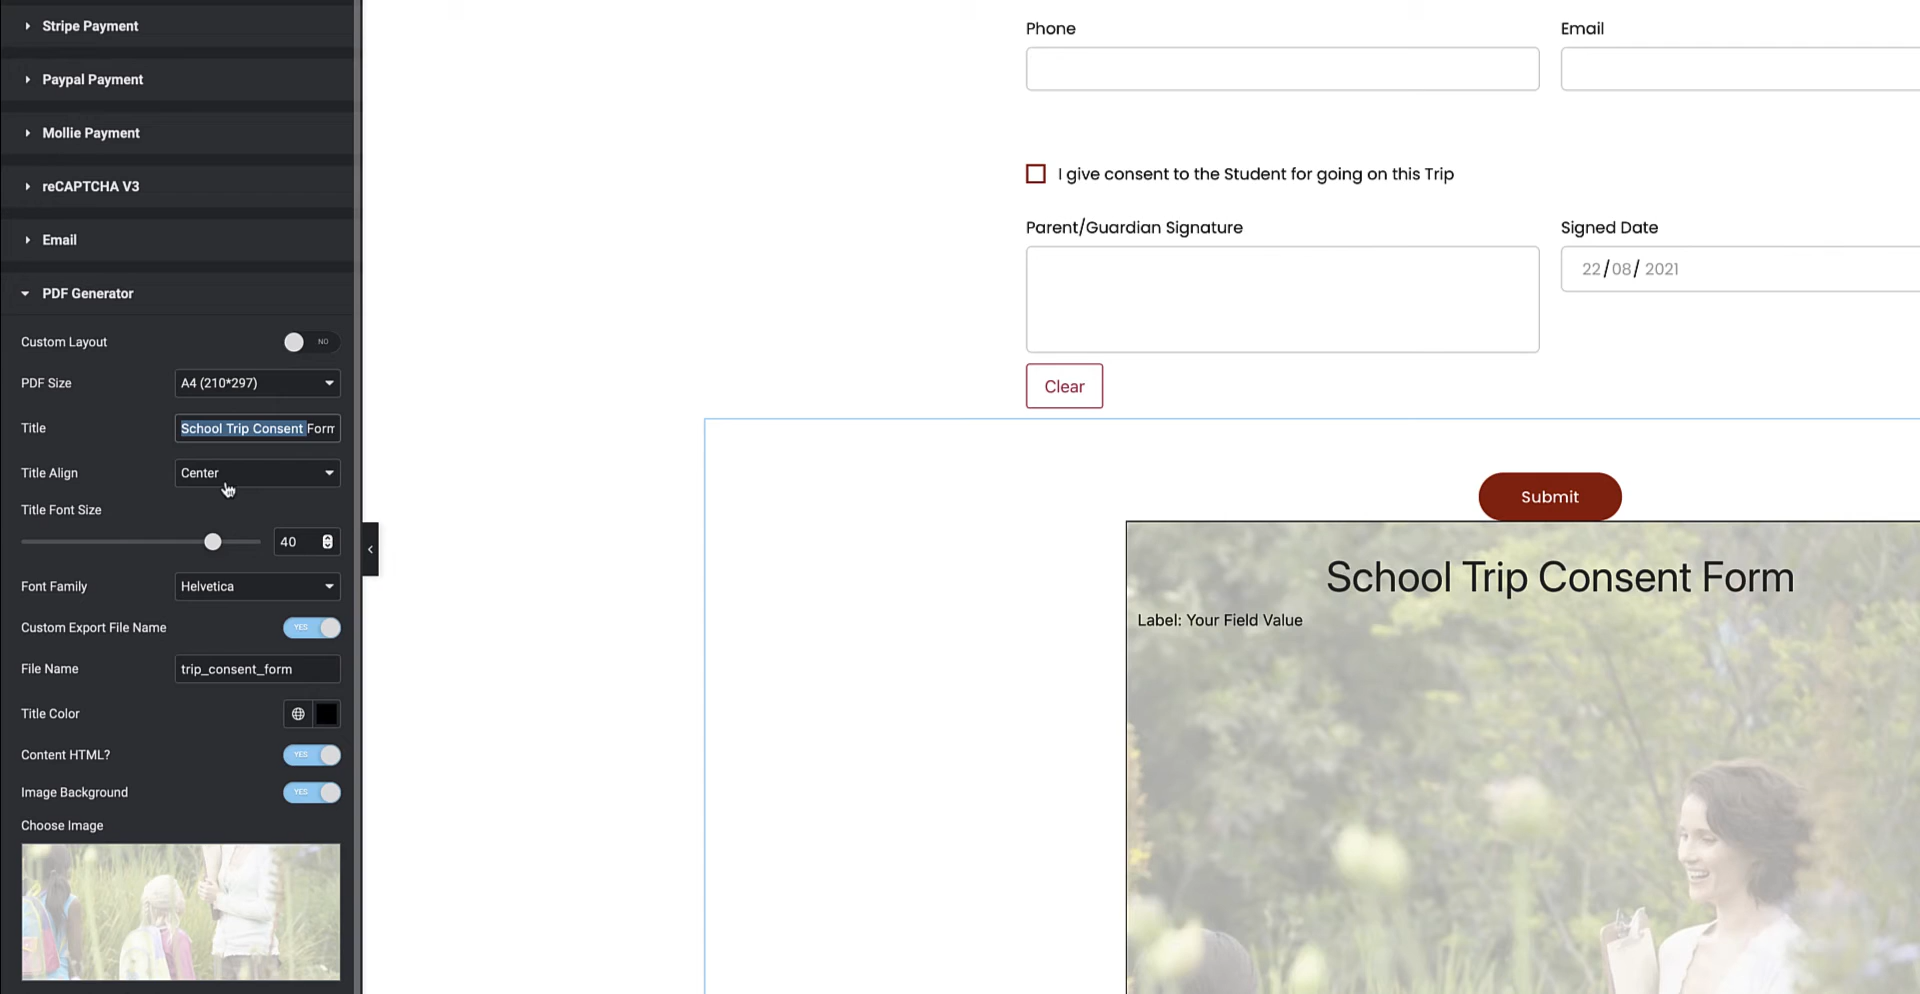 Stripe Payment
Paypal Payment
Mollie Payment
reCAPTCHA V3
Email
PDF Generator
Custom Layout NO
PDF Size A4 (210*297)
Title School Trip Consent Form
Title Align Center
Title Font Size
40
Font Family Helvetica
Custom Export File Name YES
File Name trip_consent_form
Title Color
Content HTML? YES
Image Background YES
Choose Image
Phone Email
I give consent to the Student for going on this Trip
Parent/Guardian Signature Signed Date
22/08/2021
Clear
Submit
School Trip Consent Form
Label: Your Field Value